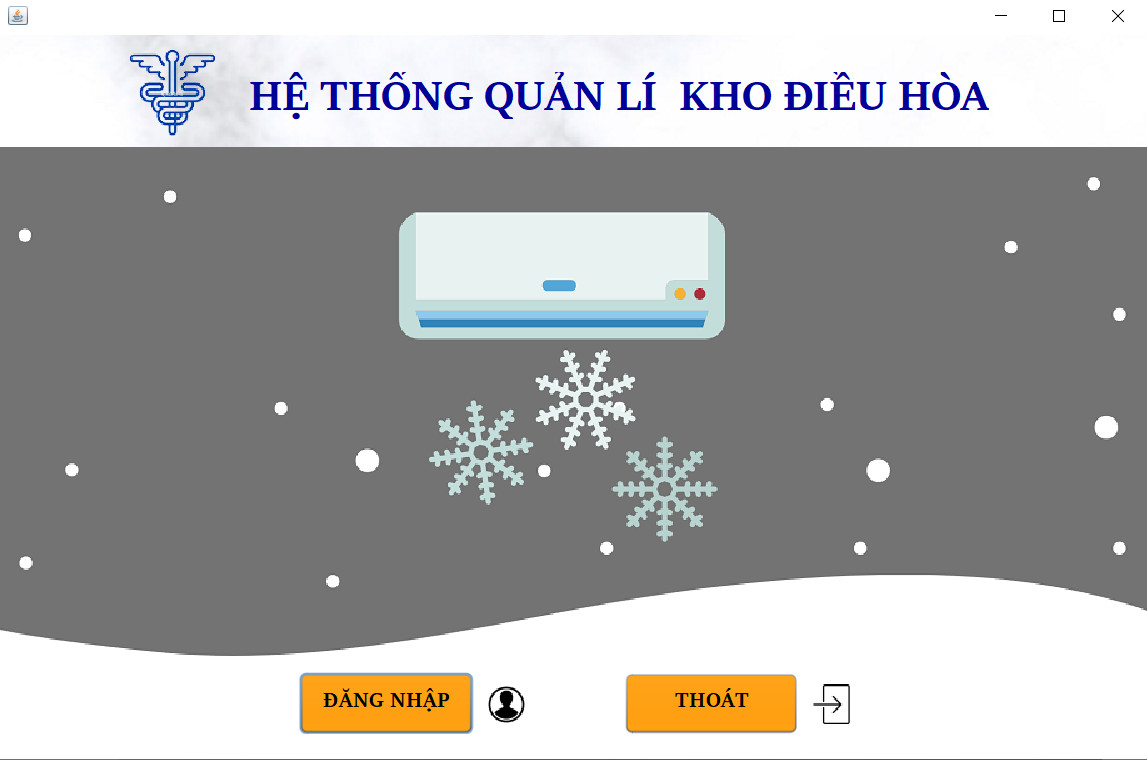 HỆ THỐNG QUẢN LÍ KHO ĐIỀU HÒA
ĐĂNG NHẬP
THOÁT